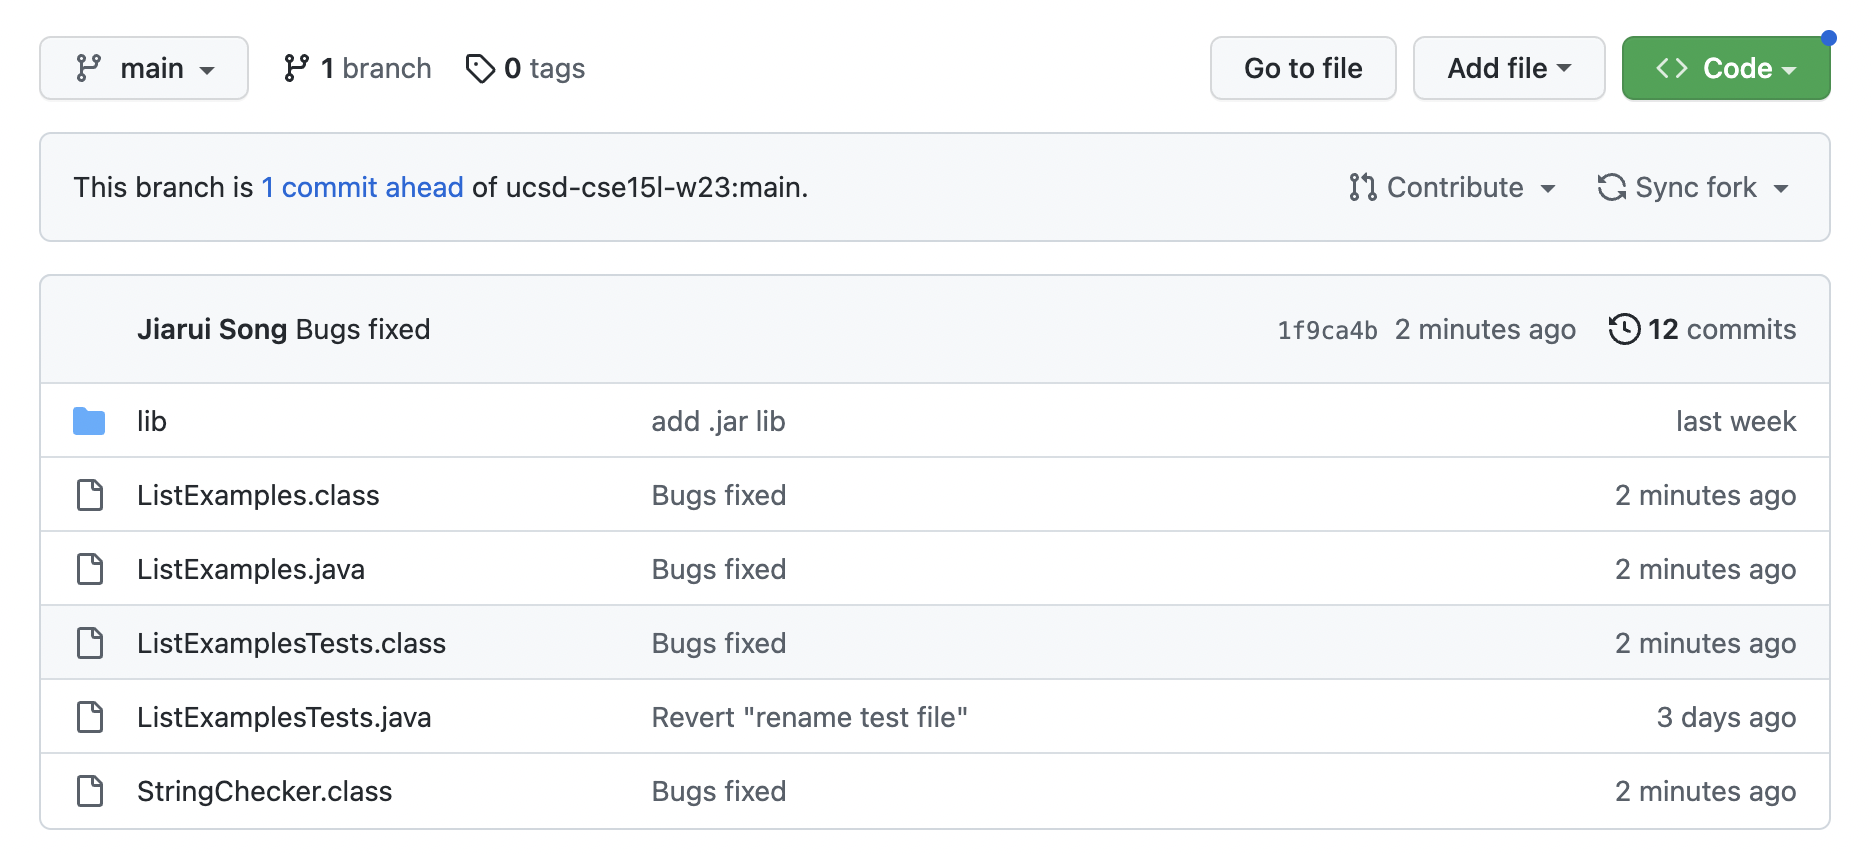 main 1 branch 0 tags Go to file Add file <> Code
This branch is 1 commit ahead of ucsd-cse15l-w23:main. Contribute Sync fork
Jiarui Song Bugs fixed 1f9ca4b 2 minutes ago 12 commits
lib add .jar lib last week
ListExamples.class Bugs fixed 2 minutes ago
ListExamples.java Bugs fixed 2 minutes ago
ListExamplesTests.class Bugs fixed 2 minutes ago
ListExamplesTests.java Revert "rename test file" 3 days ago
StringChecker.class Bugs fixed 2 minutes ago